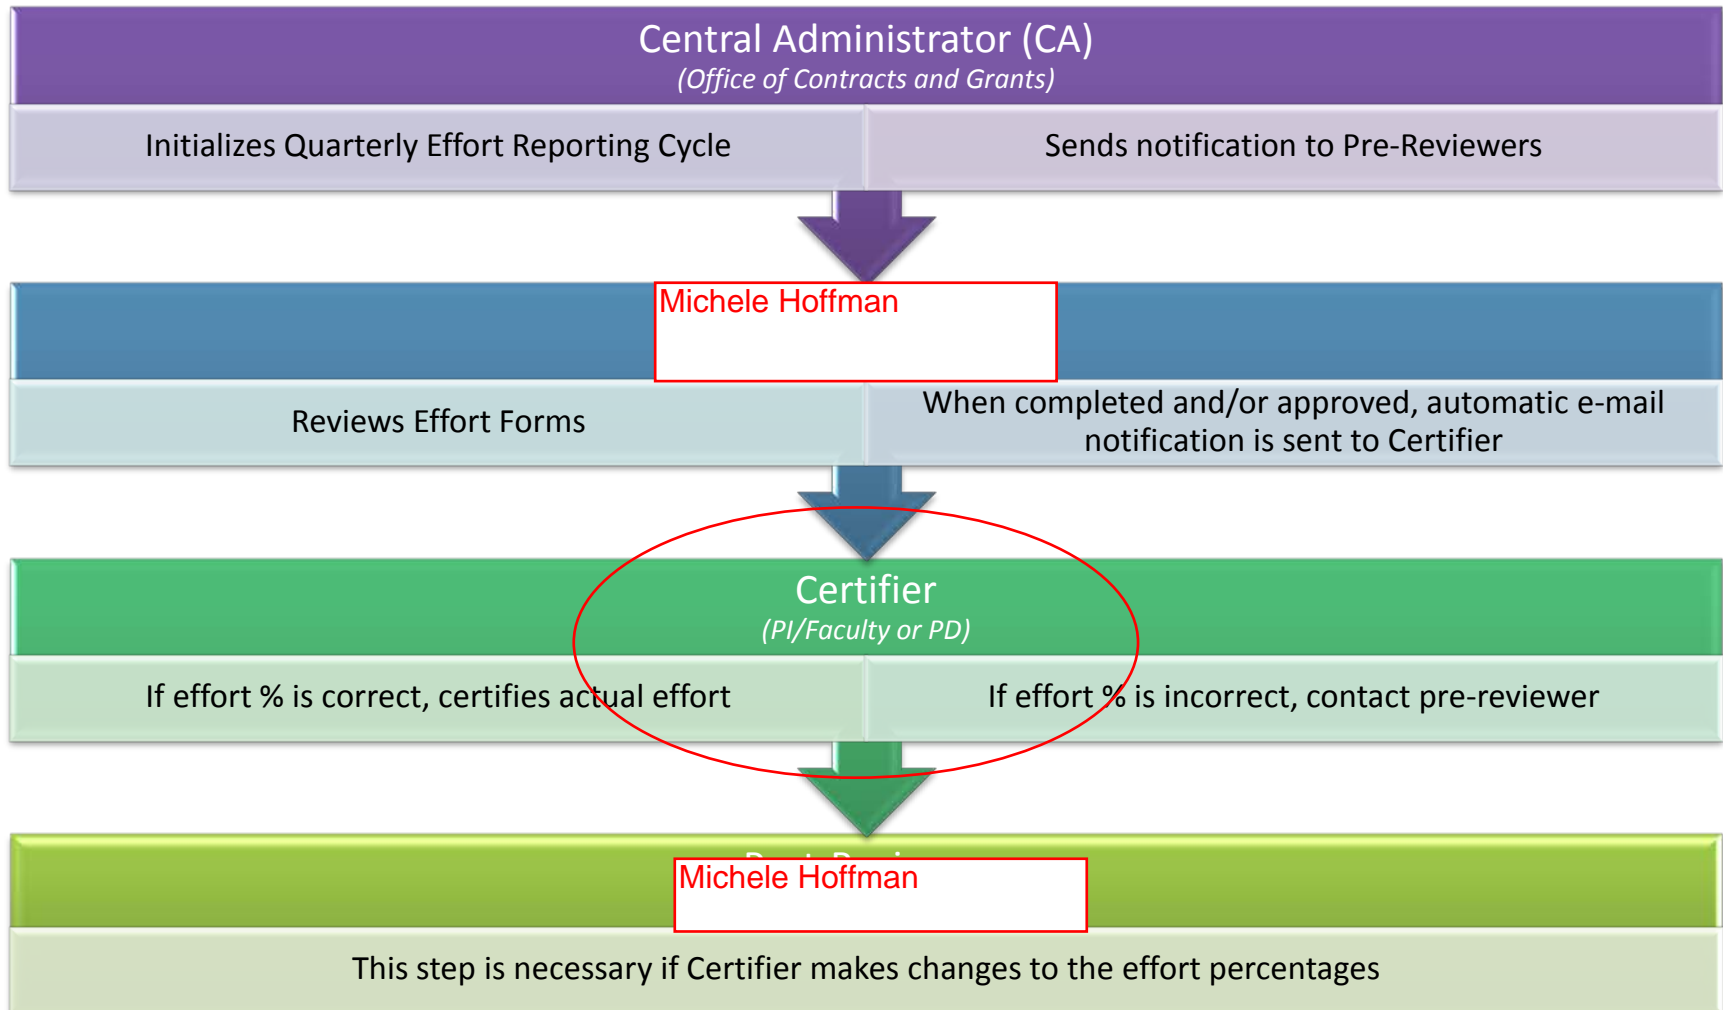 Central Administrator (CA)
(Office of Contracts and Grants)
Initializes Quarterly Effort Reporting Cycle
Sends notification to Pre-Reviewers
Michele Hoffman
Reviews Effort Forms
When completed and/or approved, automatic e-mail
notification is sent to Certifier
Certifier
(PI/Faculty or PD)
If effort % is correct, certifies actual effort
If effort % is incorrect, contact pre-reviewer
Michele Hoffman
This step is necessary if Certifier makes changes to the effort percentages